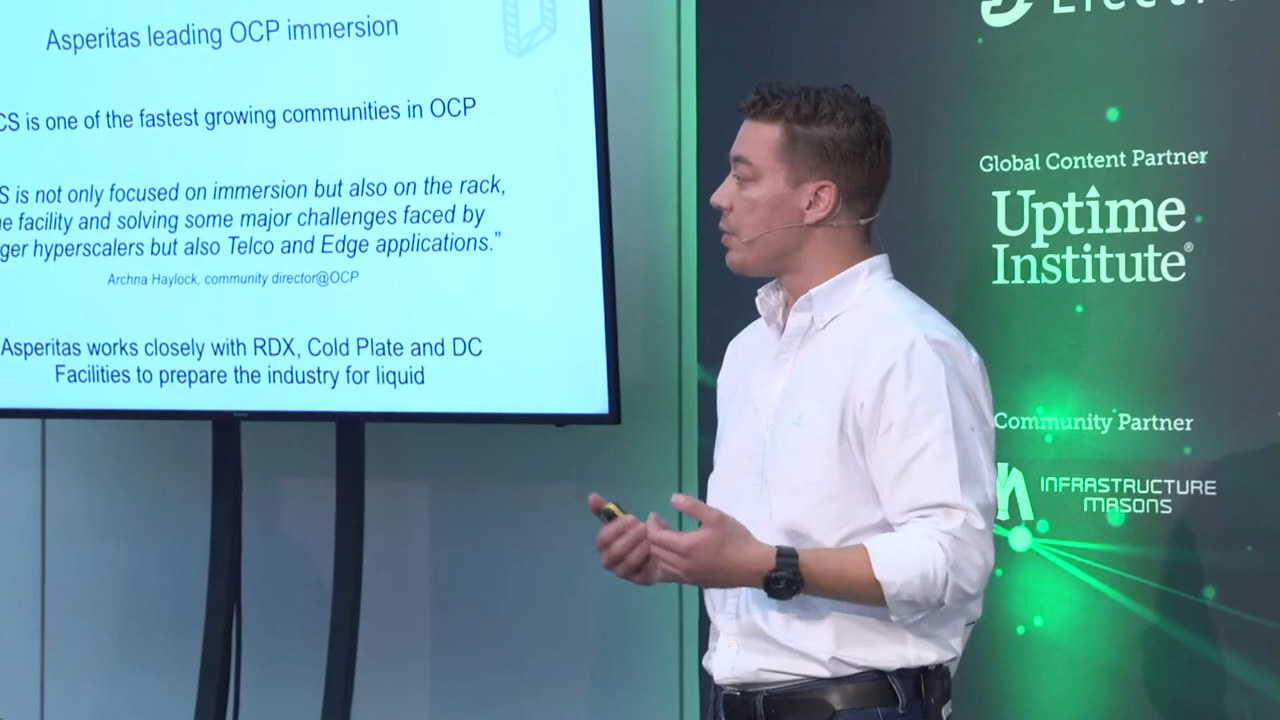 Asperitas leading OCP immersion
is one of the fastest growing communities in OCP
is not only focused on immersion but also on the rack,
facility and solving some major challenges faced by
hyperscalers but also Telco and Edge applications.”
Archna Haylock, community director@OCP
Asperitas works closely with RDX, Cold Plate and DC
Facilities to prepare the industry for liquid
Global Content Partner
Uptime
Institute®
Community Partner
INFRASTRUCTURE
MASONS